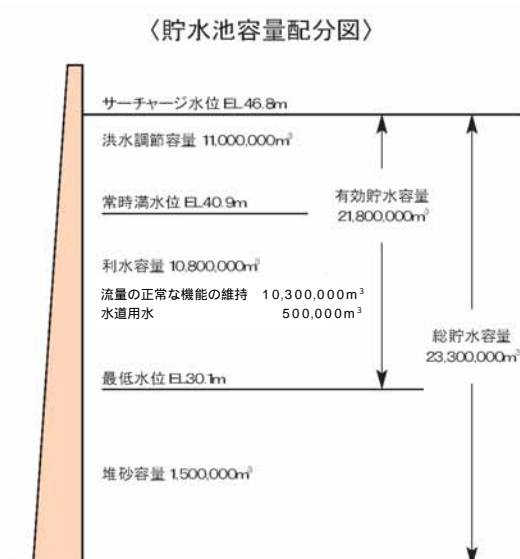 〈貯水池容量配分図〉
サーチャージ水位 EL.46.8m
洪水調節容量 11,000,000m³
常時満水位 EL.40.9m
有効貯水容量
21,800,000m³
利水容量 10,800,000m³
流量の正常な機能の維持 10,300,000m³
水道用水 500,000m³
総貯水容量
23,300,000m³
最低水位 EL.30.1m
堆砂容量 1,500,000m³